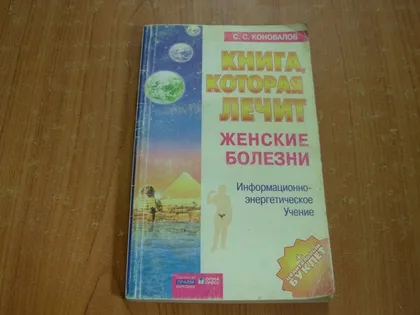 С. С. КОНОВАЛОВ
КНИГА,
КОТОРАЯ
ЛЕЧИТ
ЖЕНСКИЕ
БОЛЕЗНИ
Информационно-
энергетическое
Учение
БУКЛЕТ